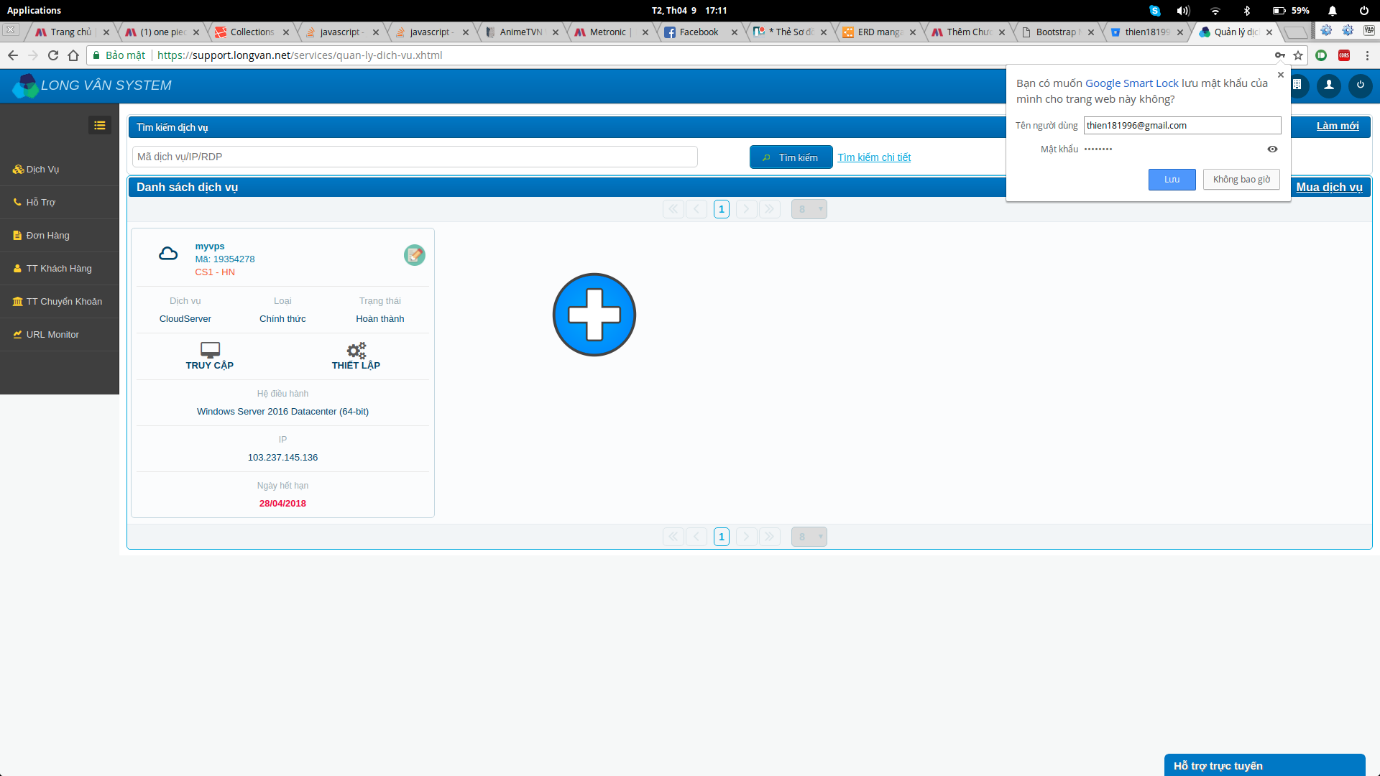 Applications
T2, Th04 9 17:11
59%
Trang chủ
(1) one pie
Collections
javascript -
javascript -
AnimeTVN
Metronic |
Facebook
* Thẻ Sơ đ
ERD mang
Thêm Chư
Bootstrap
thien18199
Quản lý dịc
Bảo mật
https://support.longvan.net/services/quan-ly-dich-vu.xhtml
LONG VÂN SYSTEM
Bạn có muốn Google Smart Lock lưu mật khẩu của
mình cho trang web này không?
Tên người dùng
thien181996@gmail.com
Mật khẩu
••••••••
Lưu
Không bao giờ
Dịch Vụ
Hỗ Trợ
Đơn Hàng
TT Khách Hàng
TT Chuyển Khoản
URL Monitor
Tìm kiếm dịch vụ
Làm mới
Mã dịch vụ/IP/RDP
Tìm kiếm
Tìm kiếm chi tiết
Danh sách dịch vụ
Mua dịch vụ
1
8
myvps
Mã: 19354278
CS1 - HN
Dịch vụ
Loại
Trạng thái
CloudServer
Chính thức
Hoàn thành
TRUY CẬP
THIẾT LẬP
Hệ điều hành
Windows Server 2016 Datacenter (64-bit)
IP
103.237.145.136
Ngày hết hạn
28/04/2018
1
8
Hỗ trợ trực tuyến